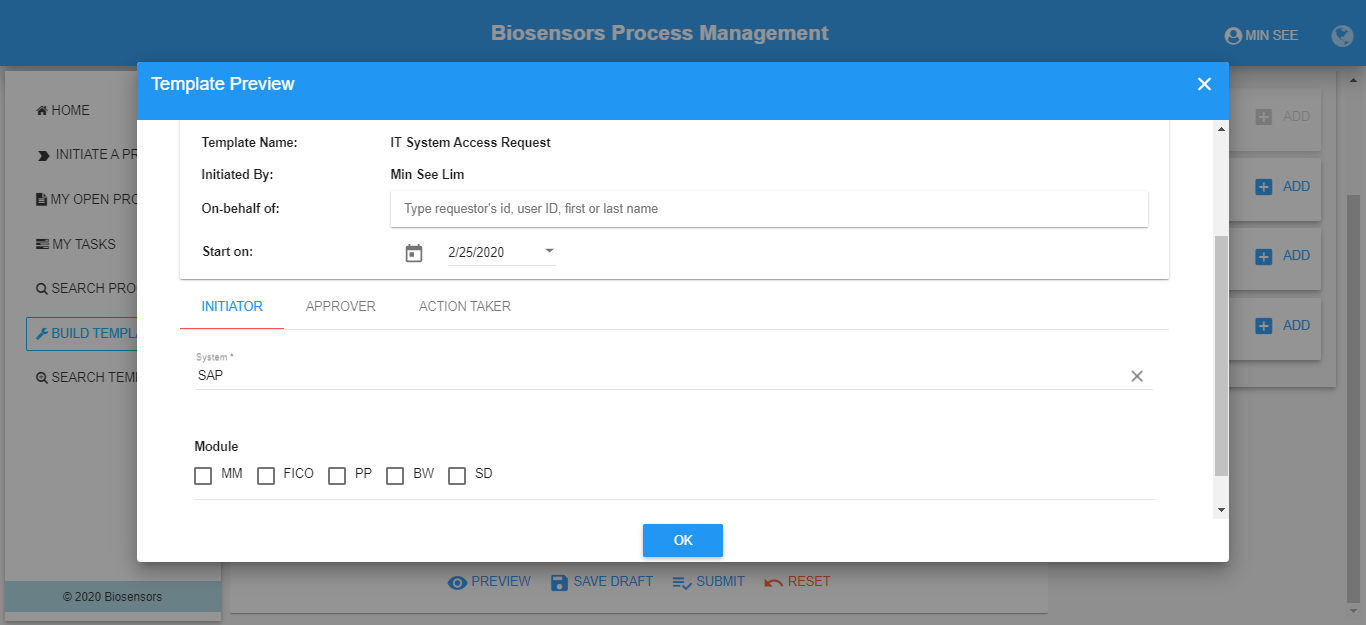 Biosensors Process Management
MIN SEE
Template Preview
HOME
INITIATE A PR
MY OPEN PRO
MY TASKS
SEARCH PRO
BUILD TEMPLA
SEARCH TEM
© 2020 Biosensors
Template Name: IT System Access Request
Initiated By: Min See Lim
On-behalf of: Type requestor's id, user ID, first or last name
Start on: 2/25/2020
INITIATOR APPROVER ACTION TAKER
System *
SAP
Module
MM FICO PP BW SD
OK
ADD
ADD
ADD
ADD
PREVIEW SAVE DRAFT SUBMIT RESET